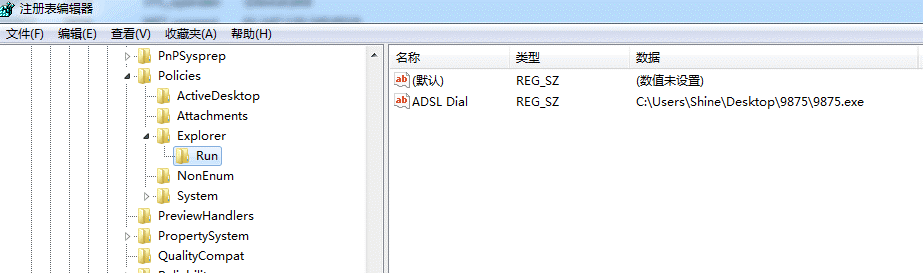 注册表编辑器
文件(F) 编辑(E) 查看(V) 收藏夹(A) 帮助(H)
PnPSysprep
Policies
ActiveDesktop
Attachments
Explorer
Run
NonEnum
System
PreviewHandlers
PropertySystem
QualityCompat
名称 类型 数据
ab (默认) REG_SZ (数值未设置)
ab ADSL Dial REG_SZ C:\Users\Shine\Desktop\9875\9875.exe